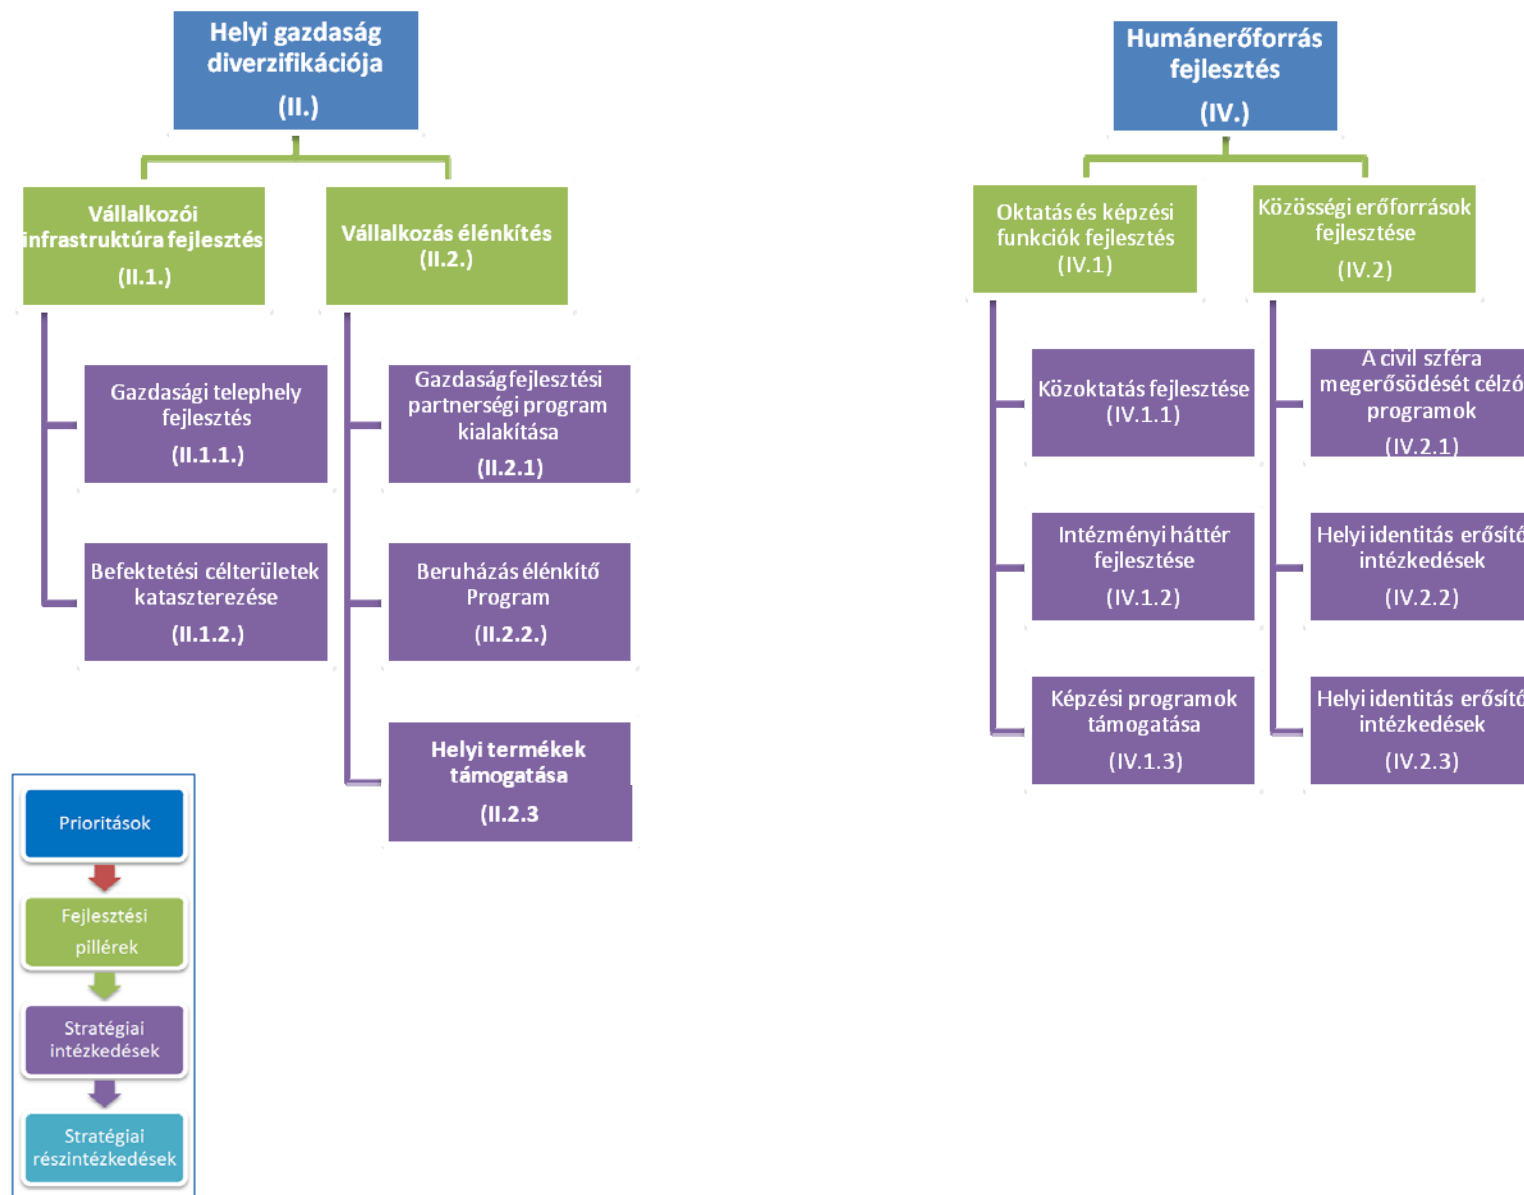 Helyi gazdaság
diverzifikációja
(II.)
Vállalkozói
infrastruktúra fejlesztés
(II.1.)
Vállalkozás élénkítés
(II.2.)
Gazdasági telephely
fejlesztés
(II.1.1.)
Gazdaságfejlesztési
partnerségi program
kialakítása
(II.2.1)
Befektetési célterületek
kataszterezése
(II.1.2.)
Beruházás élénkítő
Program
(II.2.2.)
Helyi termékek
támogatása
(II.2.3
Humánerőforrás
fejlesztés
(IV.)
Oktatás és képzési
funkciók fejlesztés
(IV.1)
Közösségi erőforrások
fejlesztése
(IV.2)
Közoktatás fejlesztése
(IV.1.1)
A civil szféra
megerősödését célzó
programok
(IV.2.1)
Intézményi háttér
fejlesztése
(IV.1.2)
Helyi identitás erősítő
intézkedések
(IV.2.2)
Képzési programok
támogatása
(IV.1.3)
Helyi identitás erősítő
intézkedések
(IV.2.3)
Prioritások
Fejlesztési
pillérek
Stratégiai
intézkedések
Stratégiai
részintézkedések